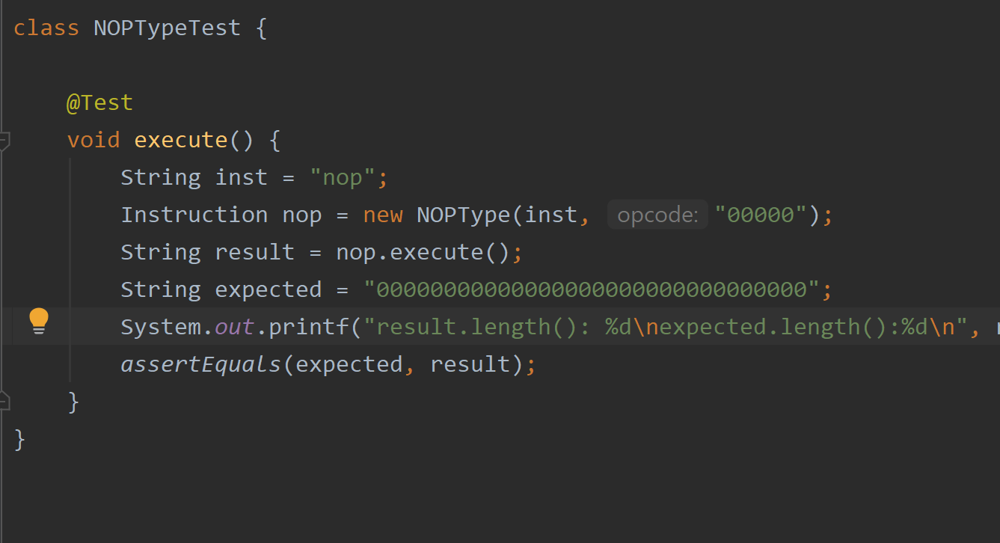 class NOPTypeTest {
@Test
void execute() {
String inst = "nop";
Instruction nop = new NOPType(inst, opcode: "00000");
String result = nop.execute();
String expected = "00000000000000000000000000000000";
System.out.printf("result.length(): %d\nexpected.length():%d\n",
assertEquals(expected, result);
}
}